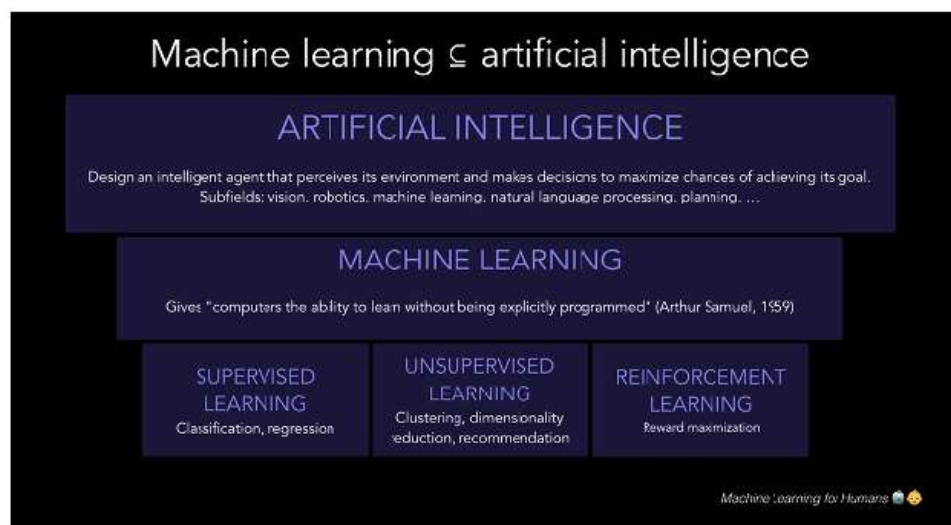 Machine learning ⊆ artificial intelligence
ARTIFICIAL INTELLIGENCE
Design an intelligent agent that perceives its environment and makes decisions to maximize chances of achieving its goal.
Subfields: vision, robotics, machine learning, natural language processing, planning, …
MACHINE LEARNING
Gives "computers the ability to learn without being explicitly programmed" (Arthur Samuel, 1959)
SUPERVISED
LEARNING
Classification, regression
UNSUPERVISED
LEARNING
Clustering, dimensionality
reduction, recommendation
REINFORCEMENT
LEARNING
Reward maximization
Machine Learning for Humans 🤖👶